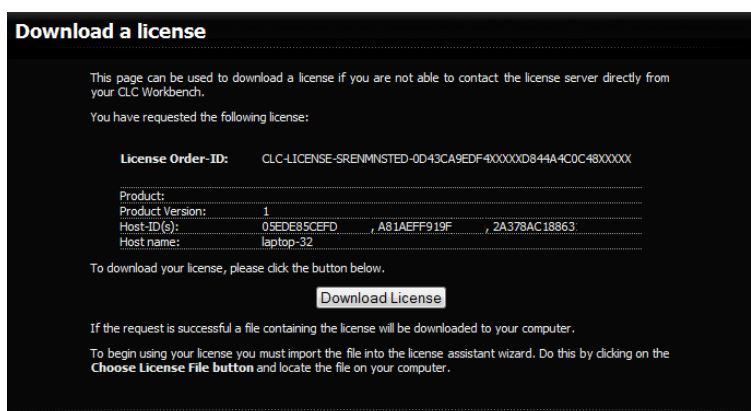 Download a license
This page can be used to download a license if you are not able to contact the license server directly from
your CLC Workbench.
You have requested the following license:
License Order-ID: CLC-LICENSE-SRENMNSTED-0D43CA9EDF4XXXXXD844A4C0C48XXXXX
Product:
Product Version: 1
Host-ID(s): 05EDE85CEFD , A81AEFF919F , 2A378AC18863
Host name: laptop-32
To download your license, please click the button below.
Download License
If the request is successful a file containing the license will be downloaded to your computer.
To begin using your license you must import the file into the license assistant wizard. Do this by clicking on the
Choose License File button and locate the file on your computer.